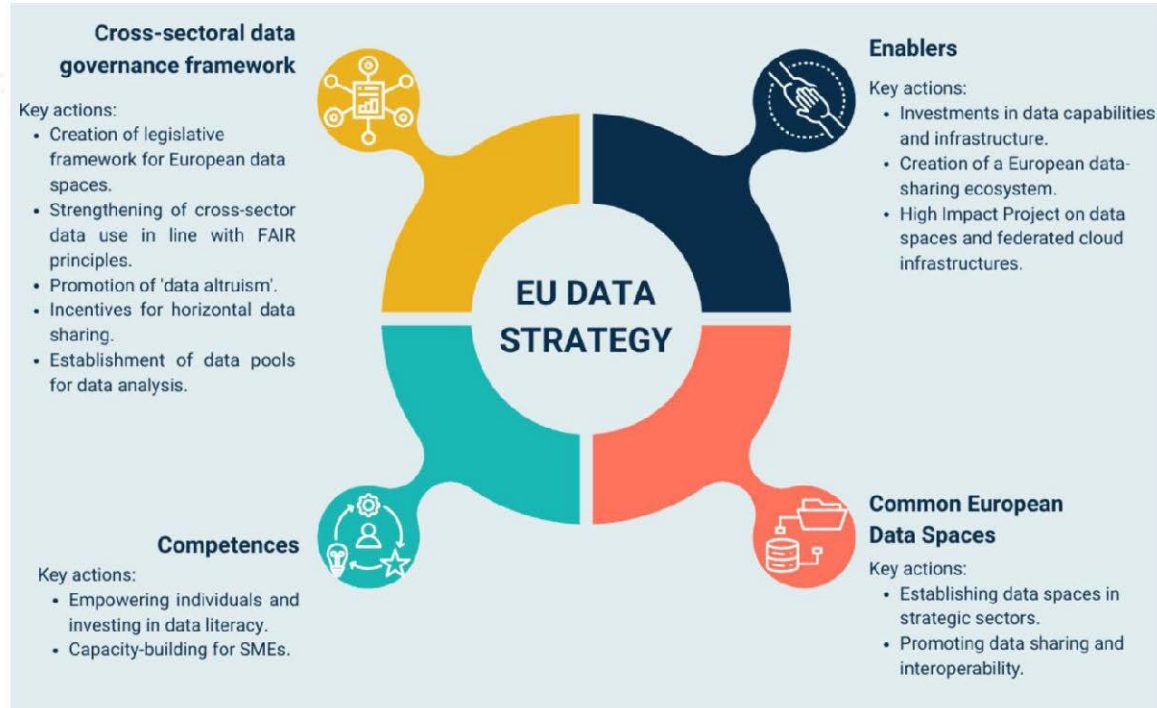 Cross-sectoral data
governance framework
Key actions:
• Creation of legislative
framework for European data
spaces.
• Strengthening of cross-sector
data use in line with FAIR
principles.
• Promotion of 'data altruism'.
• Incentives for horizontal data
sharing.
• Establishment of data pools
for data analysis.
Enablers
Key actions:
• Investments in data capabilities
and infrastructure.
• Creation of a European data-
sharing ecosystem.
• High Impact Project on data
spaces and federated cloud
infrastructures.
EU DATA
STRATEGY
Competences
Key actions:
• Empowering individuals and
investing in data literacy.
• Capacity-building for SMEs.
Common European
Data Spaces
Key actions:
• Establishing data spaces in
strategic sectors.
• Promoting data sharing and
interoperability.